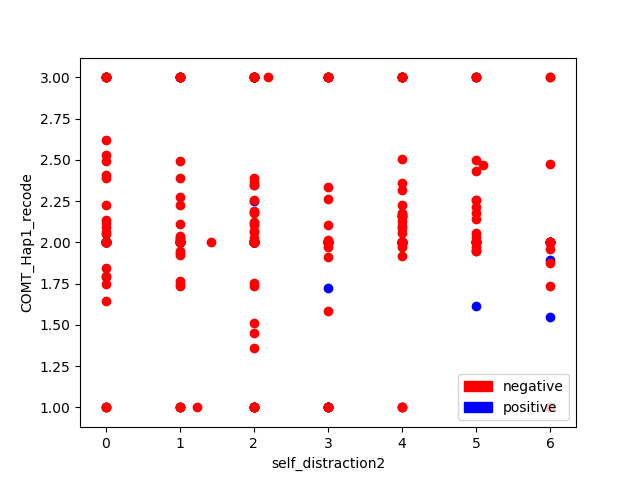 3.00
2.75
2.50
2.25
2.00
1.75
1.50
1.25
1.00
COMT_Hap1_recode
negative
positive
0 1 2 3 4 5 6
self_distraction2